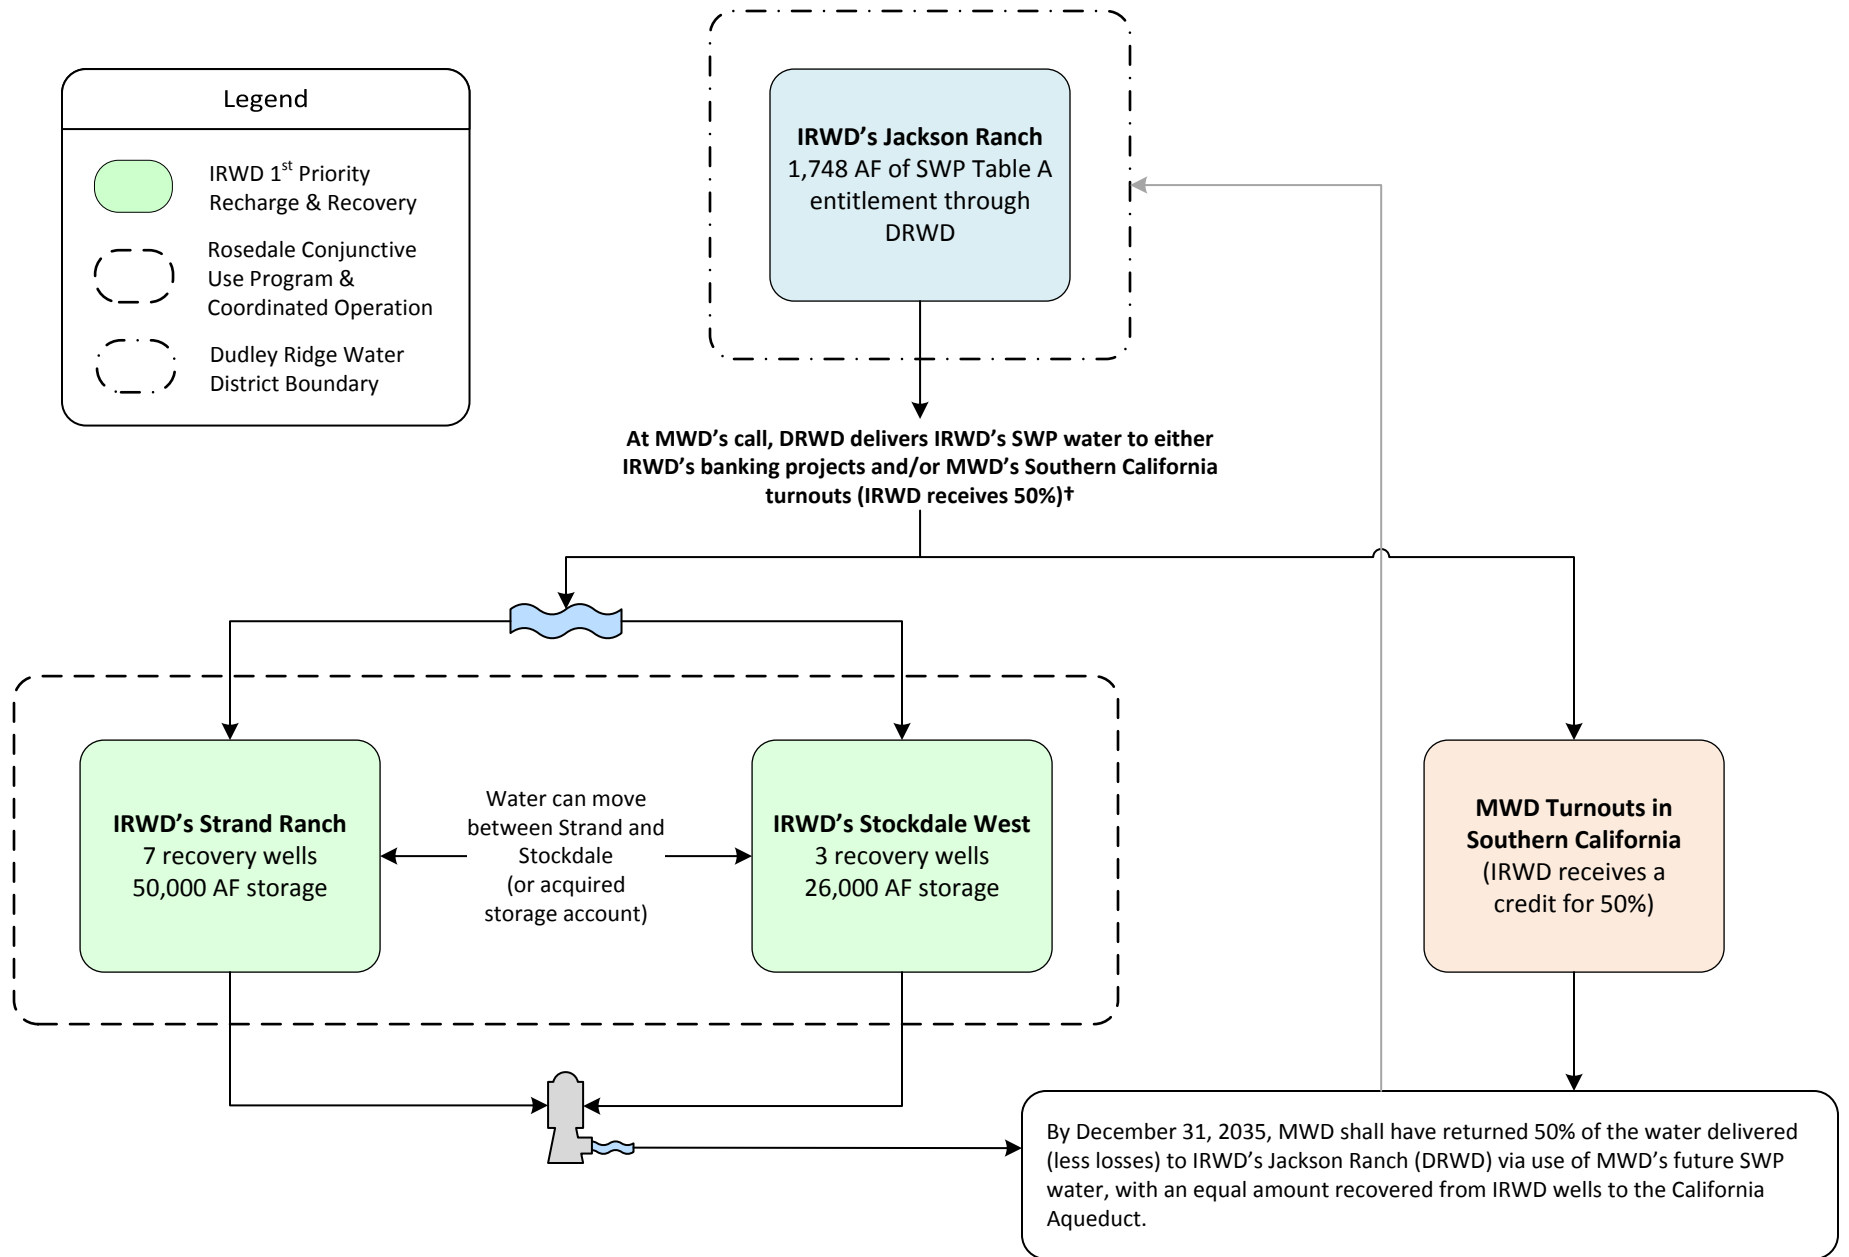 Legend
IRWD 1st Priority
Recharge & Recovery
Rosedale Conjunctive
Use Program &
Coordinated Operation
Dudley Ridge Water
District Boundary
IRWD’s Jackson Ranch
1,748 AF of SWP Table A
entitlement through
DRWD
At MWD’s call, DRWD delivers IRWD’s SWP water to either
IRWD’s banking projects and/or MWD’s Southern California
turnouts (IRWD receives 50%)†
IRWD’s Strand Ranch
7 recovery wells
50,000 AF storage
Water can move
between Strand and
Stockdale
(or acquired
storage account)
IRWD’s Stockdale West
3 recovery wells
26,000 AF storage
MWD Turnouts in
Southern California
(IRWD receives a
credit for 50%)
By December 31, 2035, MWD shall have returned 50% of the water delivered
(less losses) to IRWD’s Jackson Ranch (DRWD) via use of MWD’s future SWP
water, with an equal amount recovered from IRWD wells to the California
Aqueduct.